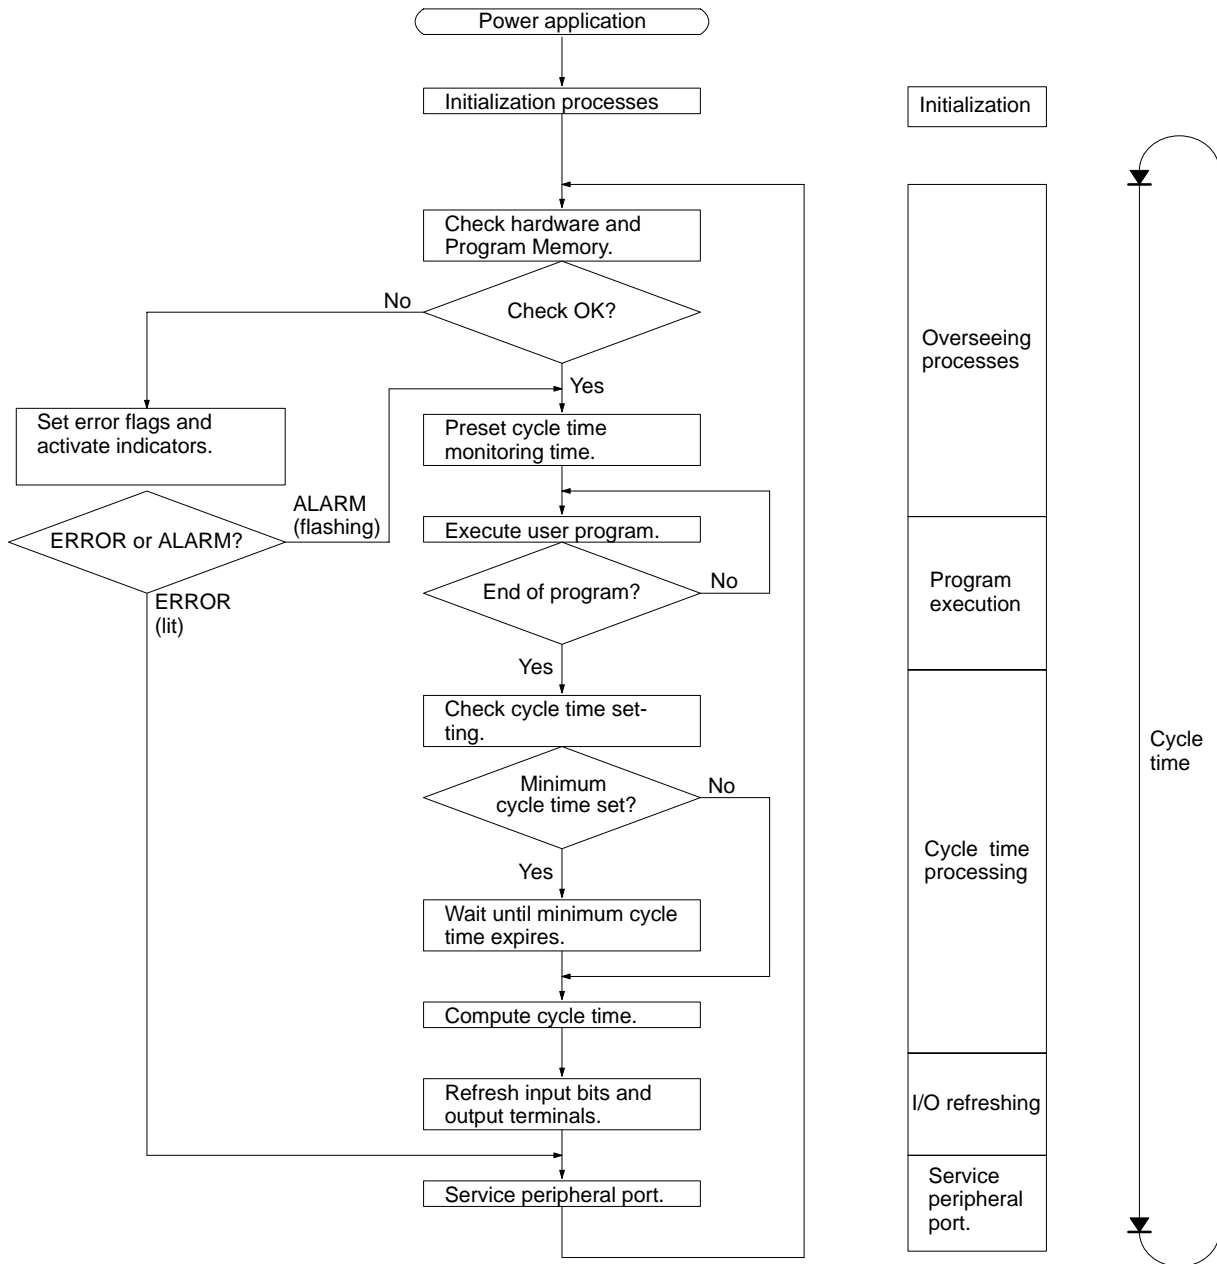 Power application
Initialization processes
Initialization
Check hardware and
Program Memory.
No
Check OK?
Overseeing
processes
Yes
Set error flags and
activate indicators.
Preset cycle time
monitoring time.
ALARM
(flashing)
ERROR or ALARM?
Execute user program.
No
End of program?
Program
execution
ERROR
(lit)
Yes
Check cycle time set-
ting.
Cycle
time
Minimum
cycle time set?
No
Cycle time
processing
Yes
Wait until minimum cycle
time expires.
Compute cycle time.
Refresh input bits and
output terminals.
I/O refreshing
Service peripheral port.
Service
peripheral
port.